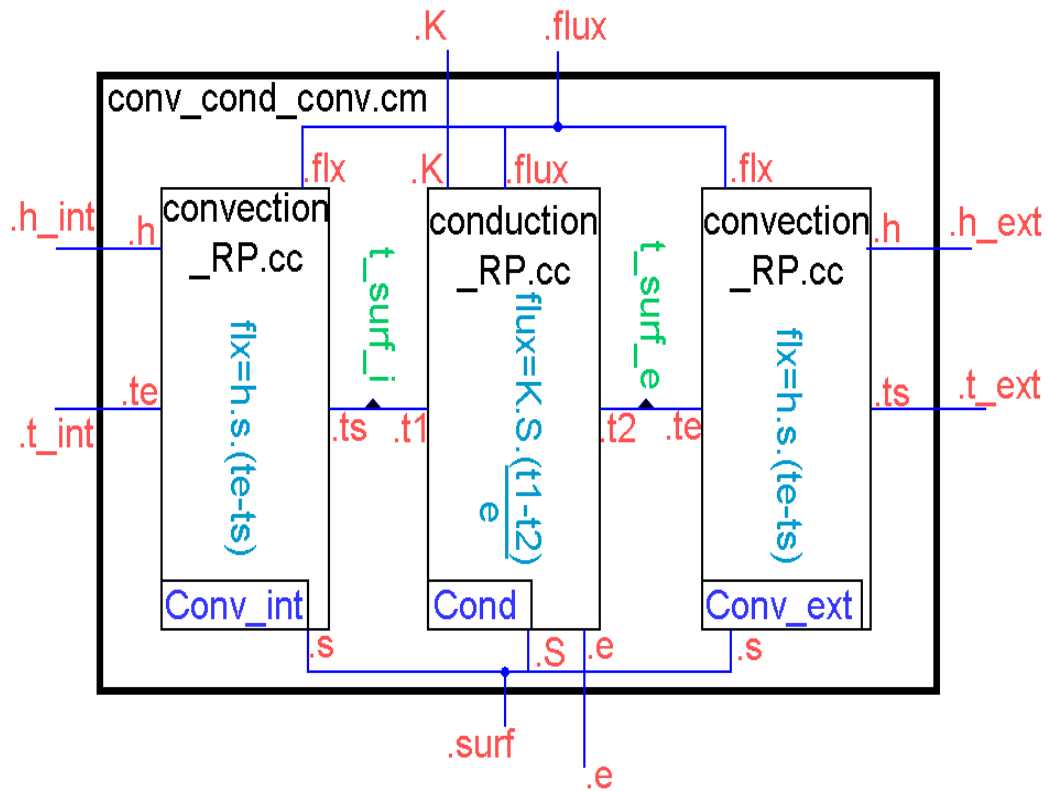 .K
.flux
conv_cond_conv.cm
.flx
.K
.flux
.flx
.h_int
.h
convection
_RP.cc
conduction
_RP.cc
convection
_RP.cc
.h
.h_ext
t_surf_i
t_surf_e
flx=h.s.(te-ts)
flux=K.S.(t1-t2)
e
flx=h.s.(te-ts)
.te
.t_int
.ts
.t1
.t2
.te
.ts
.t_ext
Conv_int
Cond
Conv_ext
.s
.S
.e
.s
.surf
.e